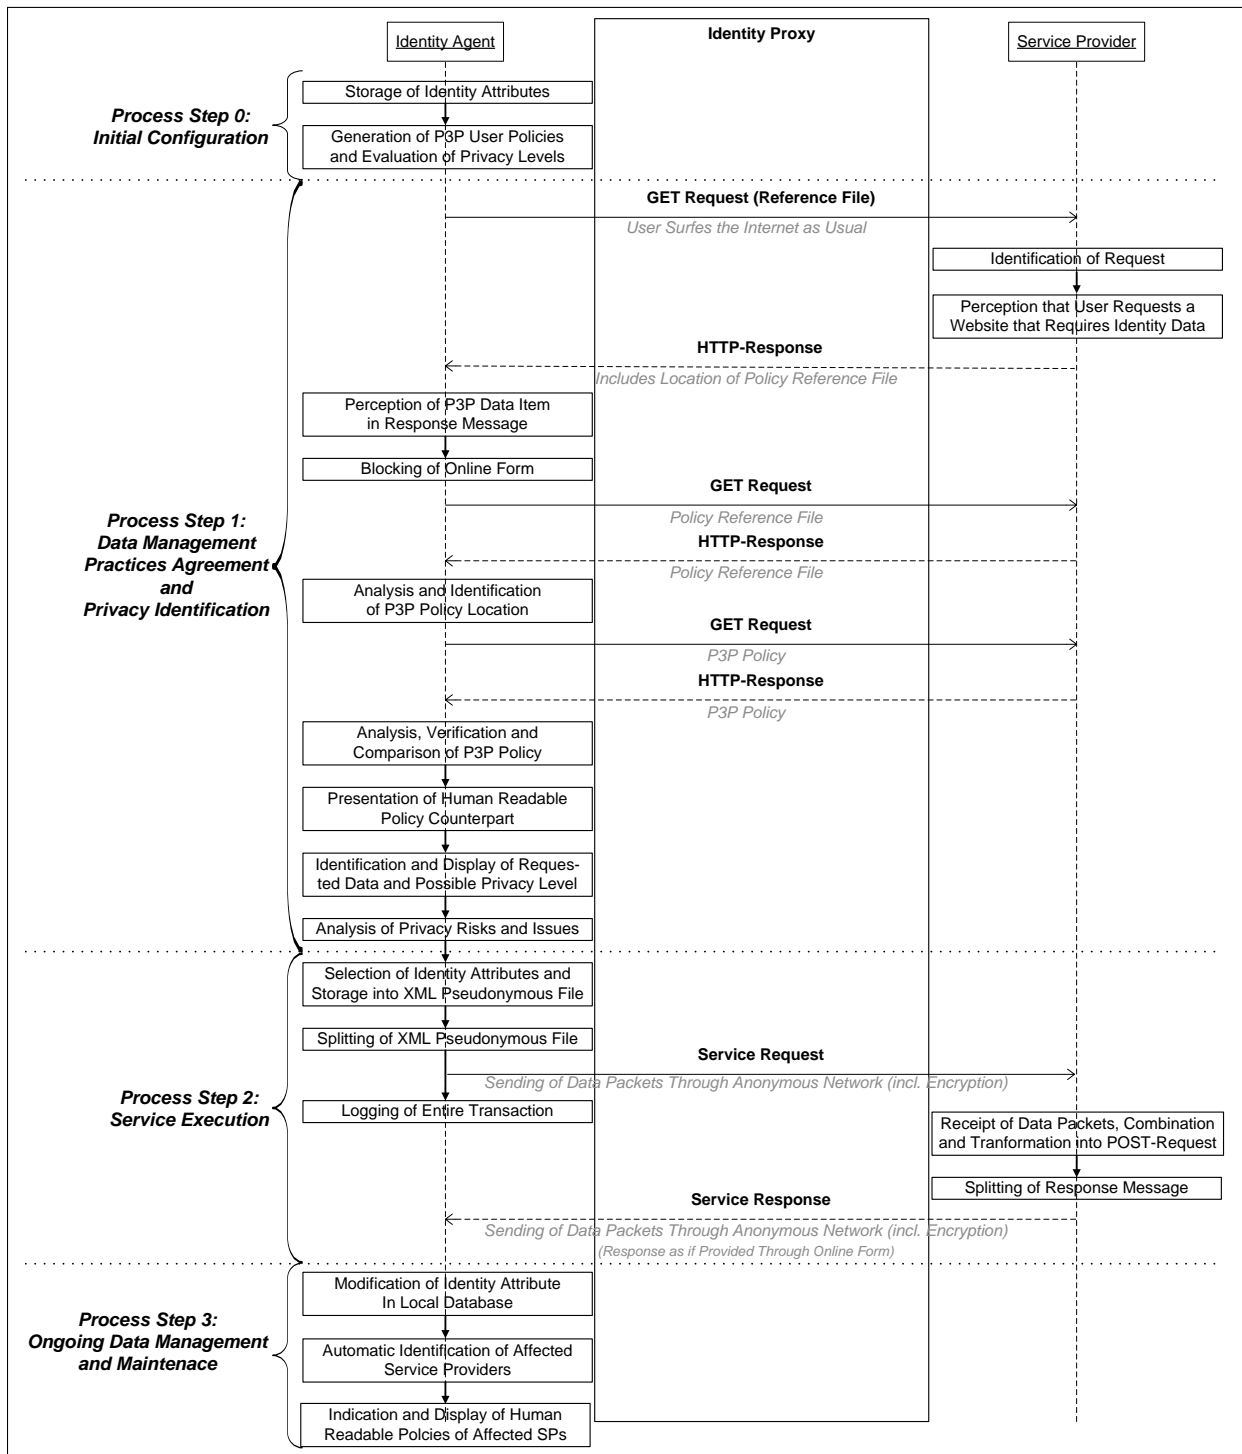 Identity Agent
Identity Proxy
Service Provider
Process Step 0:
Initial Configuration
Storage of Identity Attributes
Generation of P3P User Policies
and Evaluation of Privacy Levels
GET Request (Reference File)
User Surfes the Internet as Usual
Identification of Request
Perception that User Requests a
Website that Requires Identity Data
HTTP-Response
Includes Location of Policy Reference File
Perception of P3P Data Item
in Response Message
Blocking of Online Form
GET Request
Policy Reference File
Process Step 1:
Data Management
Practices Agreement
and
Privacy Identification
HTTP-Response
Policy Reference File
Analysis and Identification
of P3P Policy Location
GET Request
P3P Policy
HTTP-Response
P3P Policy
Analysis, Verification and
Comparison of P3P Policy
Presentation of Human Readable
Policy Counterpart
Identification and Display of Reques-
ted Data and Possible Privacy Level
Analysis of Privacy Risks and Issues
Selection of Identity Attributes and
Storage into XML Pseudonymous File
Splitting of XML Pseudonymous File
Service Request
Sending of Data Packets Through Anonymous Network (incl. Encryption)
Process Step 2:
Service Execution
Logging of Entire Transaction
Receipt of Data Packets, Combination
and Tranformation into POST-Request
Splitting of Response Message
Service Response
Sending of Data Packets Through Anonymous Network (incl. Encryption)
(Response as if Provided Through Online Form)
Process Step 3:
Ongoing Data Management
and Maintenace
Modification of Identity Attribute
In Local Database
Automatic Identification of Affected
Service Providers
Indication and Display of Human
Readable Polcies of Affected SPs